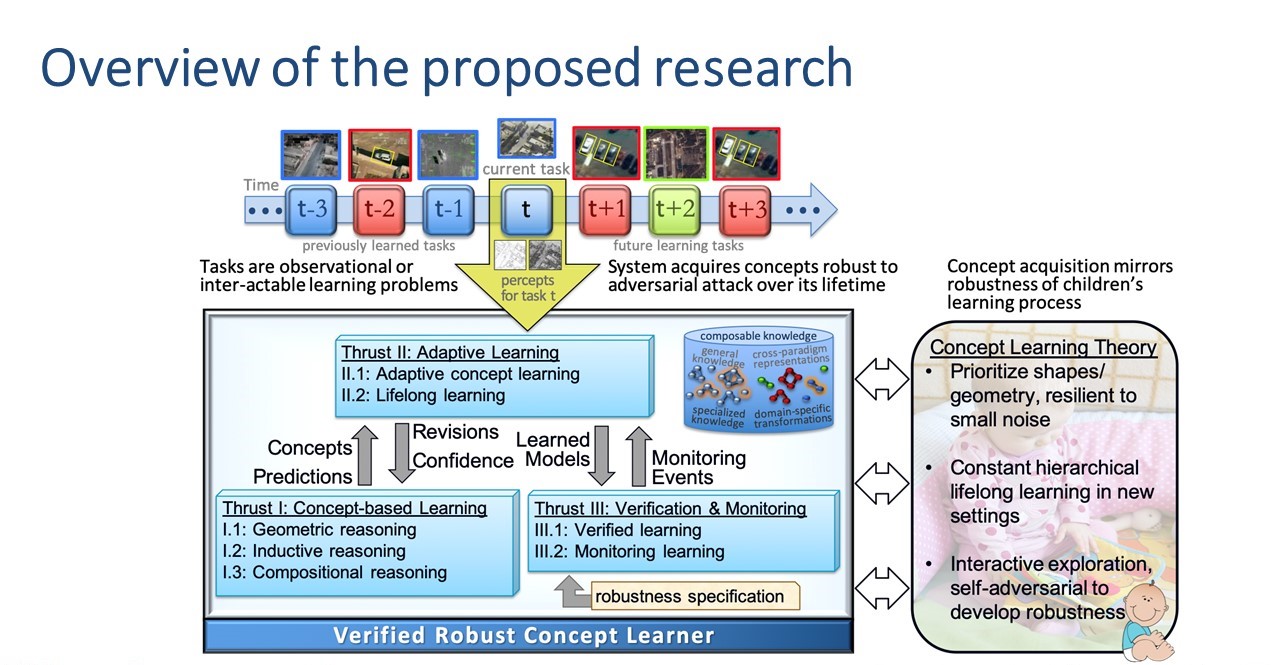 Overview of the proposed research
current task
Time
... t-3 t-2 t-1 t t+1 t+2 t+3 ...
previously learned tasks
future learning tasks
Tasks are observational or
inter-actable learning problems
percepts
for task t
System acquires concepts robust to
adversarial attack over its lifetime
Concept acquisition mirrors
robustness of children's
learning process
Thrust II: Adaptive Learning
II.1: Adaptive concept learning
II.2: Lifelong learning
composable knowledge
general
knowledge
cross-paradigm
representations
specialized
knowledge
domain-specific
transformations
Concepts
Predictions
Revisions
Confidence
Learned
Models
Monitoring
Events
Thrust I: Concept-based Learning
I.1: Geometric reasoning
I.2: Inductive reasoning
I.3: Compositional reasoning
Thrust III: Verification & Monitoring
III.1: Verified learning
III.2: Monitoring learning
robustness specification
Verified Robust Concept Learner
Concept Learning Theory
• Prioritize shapes/
geometry, resilient to
small noise
• Constant hierarchical
lifelong learning in new
settings
• Interactive exploration,
self-adversarial to
develop robustness